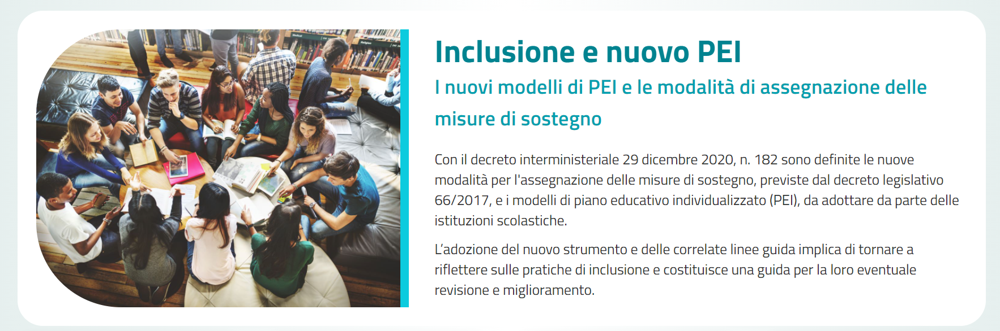 Inclusione e nuovo PEI
I nuovi modelli di PEI e le modalità di assegnazione delle
misure di sostegno
Con il decreto interministeriale 29 dicembre 2020, n. 182 sono definite le nuove
modalità per l'assegnazione delle misure di sostegno, previste dal decreto legislativo
66/2017, e i modelli di piano educativo individualizzato (PEI), da adottare da parte delle
istituzioni scolastiche.
L’adozione del nuovo strumento e delle correlate linee guida implica di tornare a
riflettere sulle pratiche di inclusione e costituisce una guida per la loro eventuale
revisione e miglioramento.
Medical
Religion